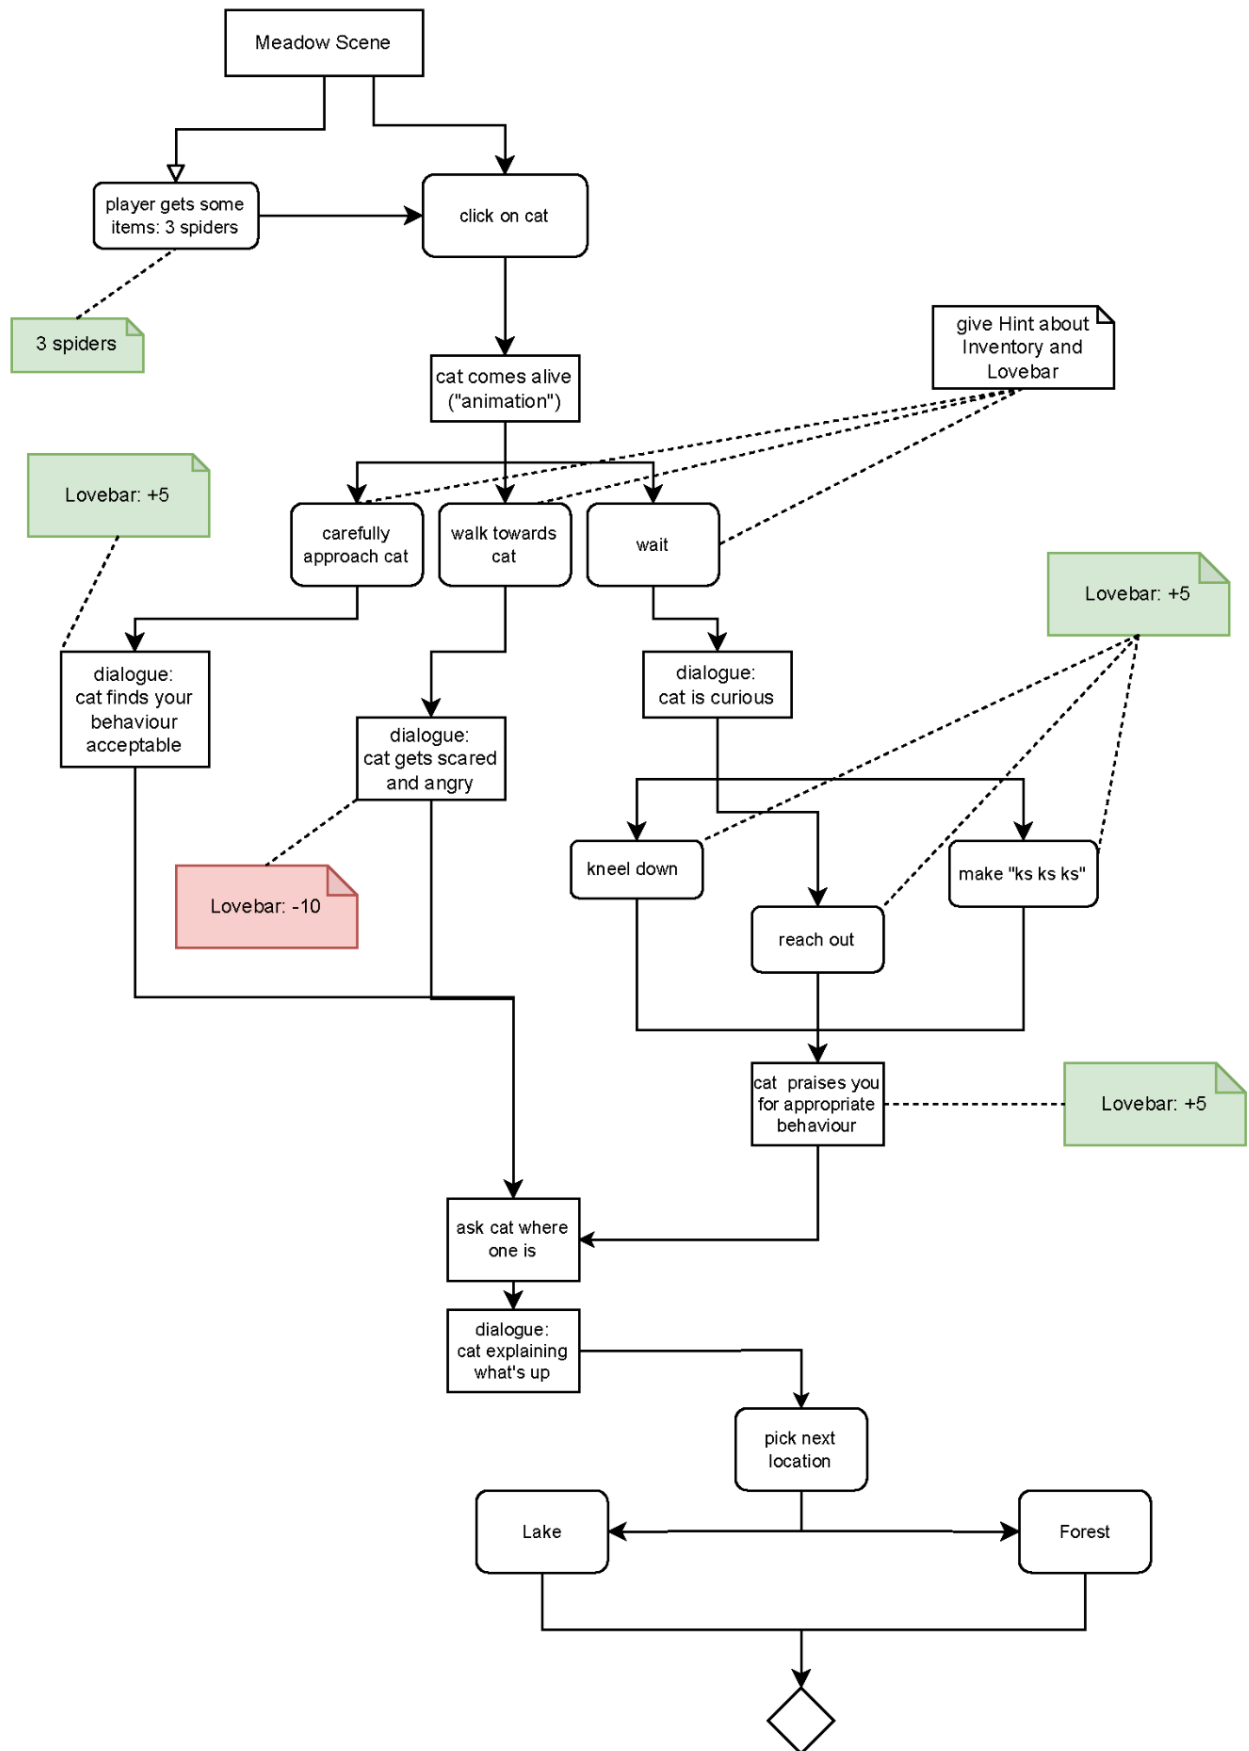 Meadow Scene
player gets some
items: 3 spiders
click on cat
3 spiders
give Hint about
Inventory and
Lovebar
cat comes alive
("animation")
Lovebar: +5
carefully
approach cat
walk towards
cat
wait
Lovebar: +5
dialogue:
cat finds your
behaviour
acceptable
dialogue:
cat is curious
dialogue:
cat gets scared
and angry
kneel down
make "ks ks ks"
Lovebar: -10
reach out
cat praises you
for appropriate
behaviour
Lovebar: +5
ask cat where
one is
dialogue:
cat explaining
what's up
pick next
location
Lake
Forest